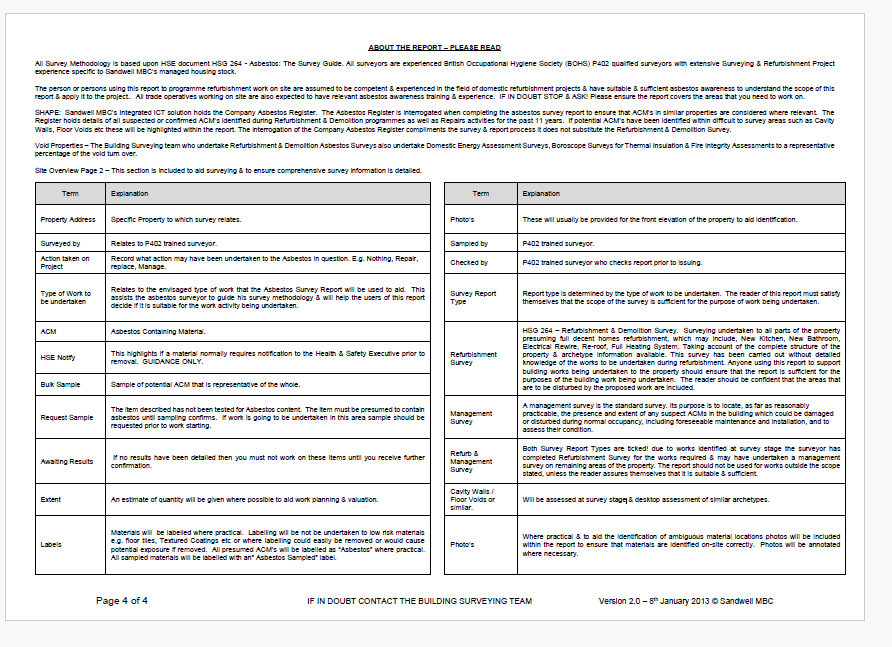 ABOUT THE REPORT – PLEASE READ
All Survey Methodology is based upon HSE document HSG 264 - Asbestos: The Survey Guide. All surveyors are experienced British Occupational Hygiene Society (BOHS) P402 qualified surveyors with extensive Surveying & Refurbishment Project
experience specific to Sandwell MBC's managed housing stock.
The person or persons using this report to programme refurbishment work on site are assumed to be competent & experienced in the field of domestic refurbishment projects & have suitable & sufficient asbestos awareness to understand the scope of this
report & apply it to the project.. All trade operatives working on site are also expected to have relevant asbestos awareness training & experience. IF IN DOUBT STOP & ASK! Please ensure the report covers the areas that you need to work on.
SHAPE: Sandwell MBC's Integrated ICT solution holds the Company Asbestos Register. The Asbestos Register is interrogated when completing the asbestos survey report to ensure that ACM's in similar properties are considered where relevant. The
Register holds details of all suspected or confirmed ACM's identified during Refurbishment & Demolition programmes as well as Repairs activities for the past 11 years. If potential ACM's have been identified within difficult to survey areas such as Cavity
Walls, Floor Voids etc these will be highlighted within the report. The interrogation of the Company Asbestos Register compliments the survey & report process it does not substitute the Refurbishment & Demolition Survey.
Void Properties – The Building Surveying team who undertake Refurbishment & Demolition Asbestos Surveys also undertake Domestic Energy Assessment Surveys, Boroscope Surveys for Thermal Insulation & Fire Integrity Assessments to a representative
percentage of the void turn over.
Site Overview Page 2 – This section is included to aid surveying & to ensure comprehensive survey information is detailed.
Term Explanation
Property Address Specific Property to which survey relates.
Surveyed by Relates to P402 trained surveyor.
Action taken on Project Record what action may have been undertaken to the Asbestos in question. E.g. Nothing, Repair,
replace, Manage.
Type of Work to be undertaken Relates to the envisaged type of work that the Asbestos Survey Report will be used to aid. This
assists the asbestos surveyor to guide his survey methodology & will help the users of this report
decide if it is suitable for the work activity being undertaken.
ACM Asbestos Containing Material.
HSE Notify This highlights if a material normally requires notification to the Health & Safety Executive prior to
removal. GUIDANCE ONLY.
Bulk Sample Sample of potential ACM that is representative of the whole.
Request Sample The item described has not been tested for Asbestos content. The item must be presumed to contain
asbestos until sampling confirms. If work is going to be undertaken in this area sample should be
requested prior to work starting.
Awaiting Results If no results have been detailed then you must not work on these items until you receive further
confirmation.
Extent An estimate of quantity will be given where possible to aid work planning & valuation.
Labels Materials will be labelled where practical. Labelling will be not be undertaken to low risk materials
e.g. floor tiles, Textured Coatings etc or where labelling could easily be removed or would cause
potential exposure if removed. All presumed ACM's will be labelled as "Asbestos" where practical.
All sampled materials will be labelled with an" Asbestos Sampled" label.
Term Explanation
Photo's These will usually be provided for the front elevation of the property to aid identification.
Sampled by P402 trained surveyor.
Checked by P402 trained surveyor who checks report prior to issuing.
Survey Report Type Report type is determined by the type of work to be undertaken. The reader of this report must satisfy
themselves that the scope of the survey is sufficient for the purpose of work being undertaken.
Refurbishment Survey HSG 264 – Refurbishment & Demolition Survey. Surveying undertaken to all parts of the property
presuming full decent homes refurbishment, which may include, New Kitchen, New Bathroom,
Electrical Rewire, Re-roof, Full Heating System. Taking account of the complete structure of the
property & archetype information available. This survey has been carried out without detailed
knowledge of the works to be undertaken during refurbishment. Anyone using this report to support
building works being undertaken to the property should ensure that the report is sufficient for the
purposes of the building work being undertaken. The reader should be confident that the areas that
are to be disturbed by the proposed work are included.
Management Survey A management survey is the standard survey. Its purpose is to locate, as far as reasonably
practicable, the presence and extent of any suspect ACMs in the building which could be damaged
or disturbed during normal occupancy, including foreseeable maintenance and installation, and to
assess their condition.
Refurb & Management Survey Both Survey Report Types are ticked! due to works identified at survey stage the surveyor has
completed Refurbishment Survey for the works required & may have undertaken a management
survey on remaining areas of the property. The report should not be used for works outside the scope
stated, unless the reader assures themselves that it is suitable & sufficient.
Cavity Walls / Floor Voids or similar. Will be assessed at survey stage & desktop assessment of similar archetypes.
Photo's Where practical & to aid the identification of ambiguous material locations photos will be included
within the report to ensure that materials are identified on-site correctly. Photos will be annotated
where necessary.
Page 4 of 4 IF IN DOUBT CONTACT THE BUILDING SURVEYING TEAM Version 2.0 – 8th January 2013 © Sandwell MBC